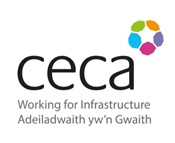 ceca
Working for Infrastructure
Adeiladwaith yw'n Gwaith